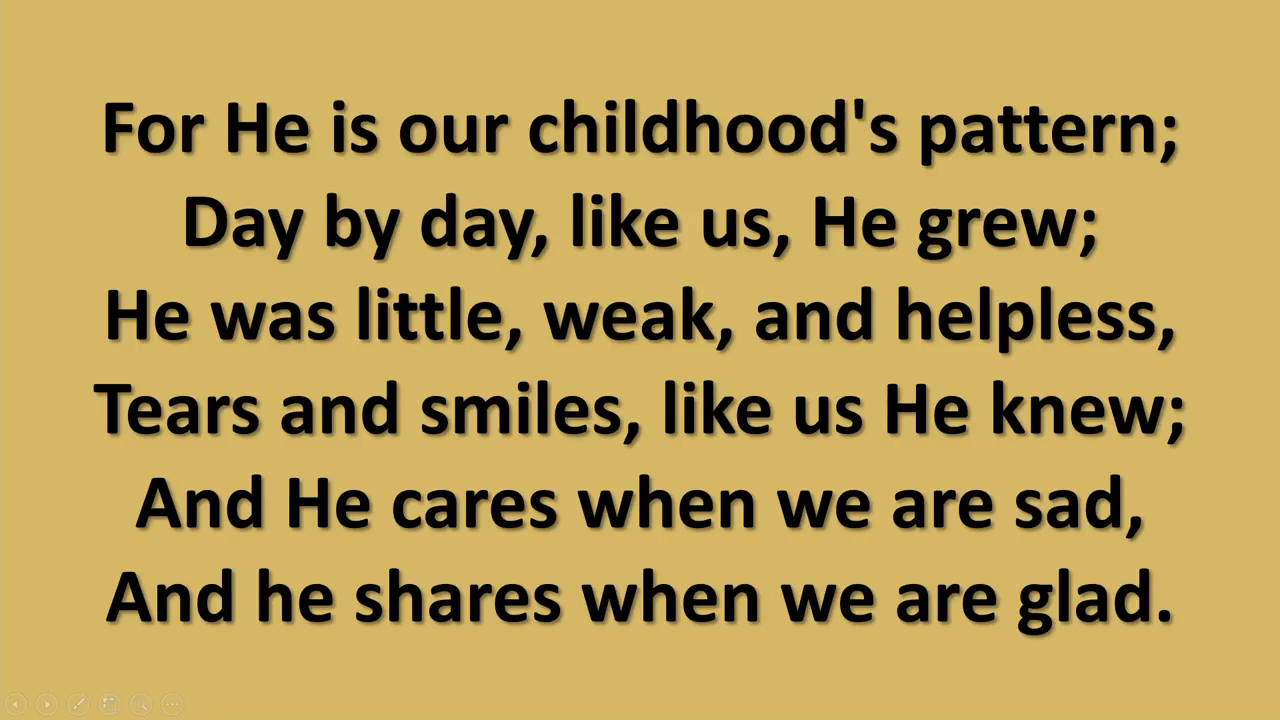 For He is our childhood's pattern;
Day by day, like us, He grew;
He was little, weak, and helpless,
Tears and smiles, like us He knew;
And He cares when we are sad,
And he shares when we are glad.